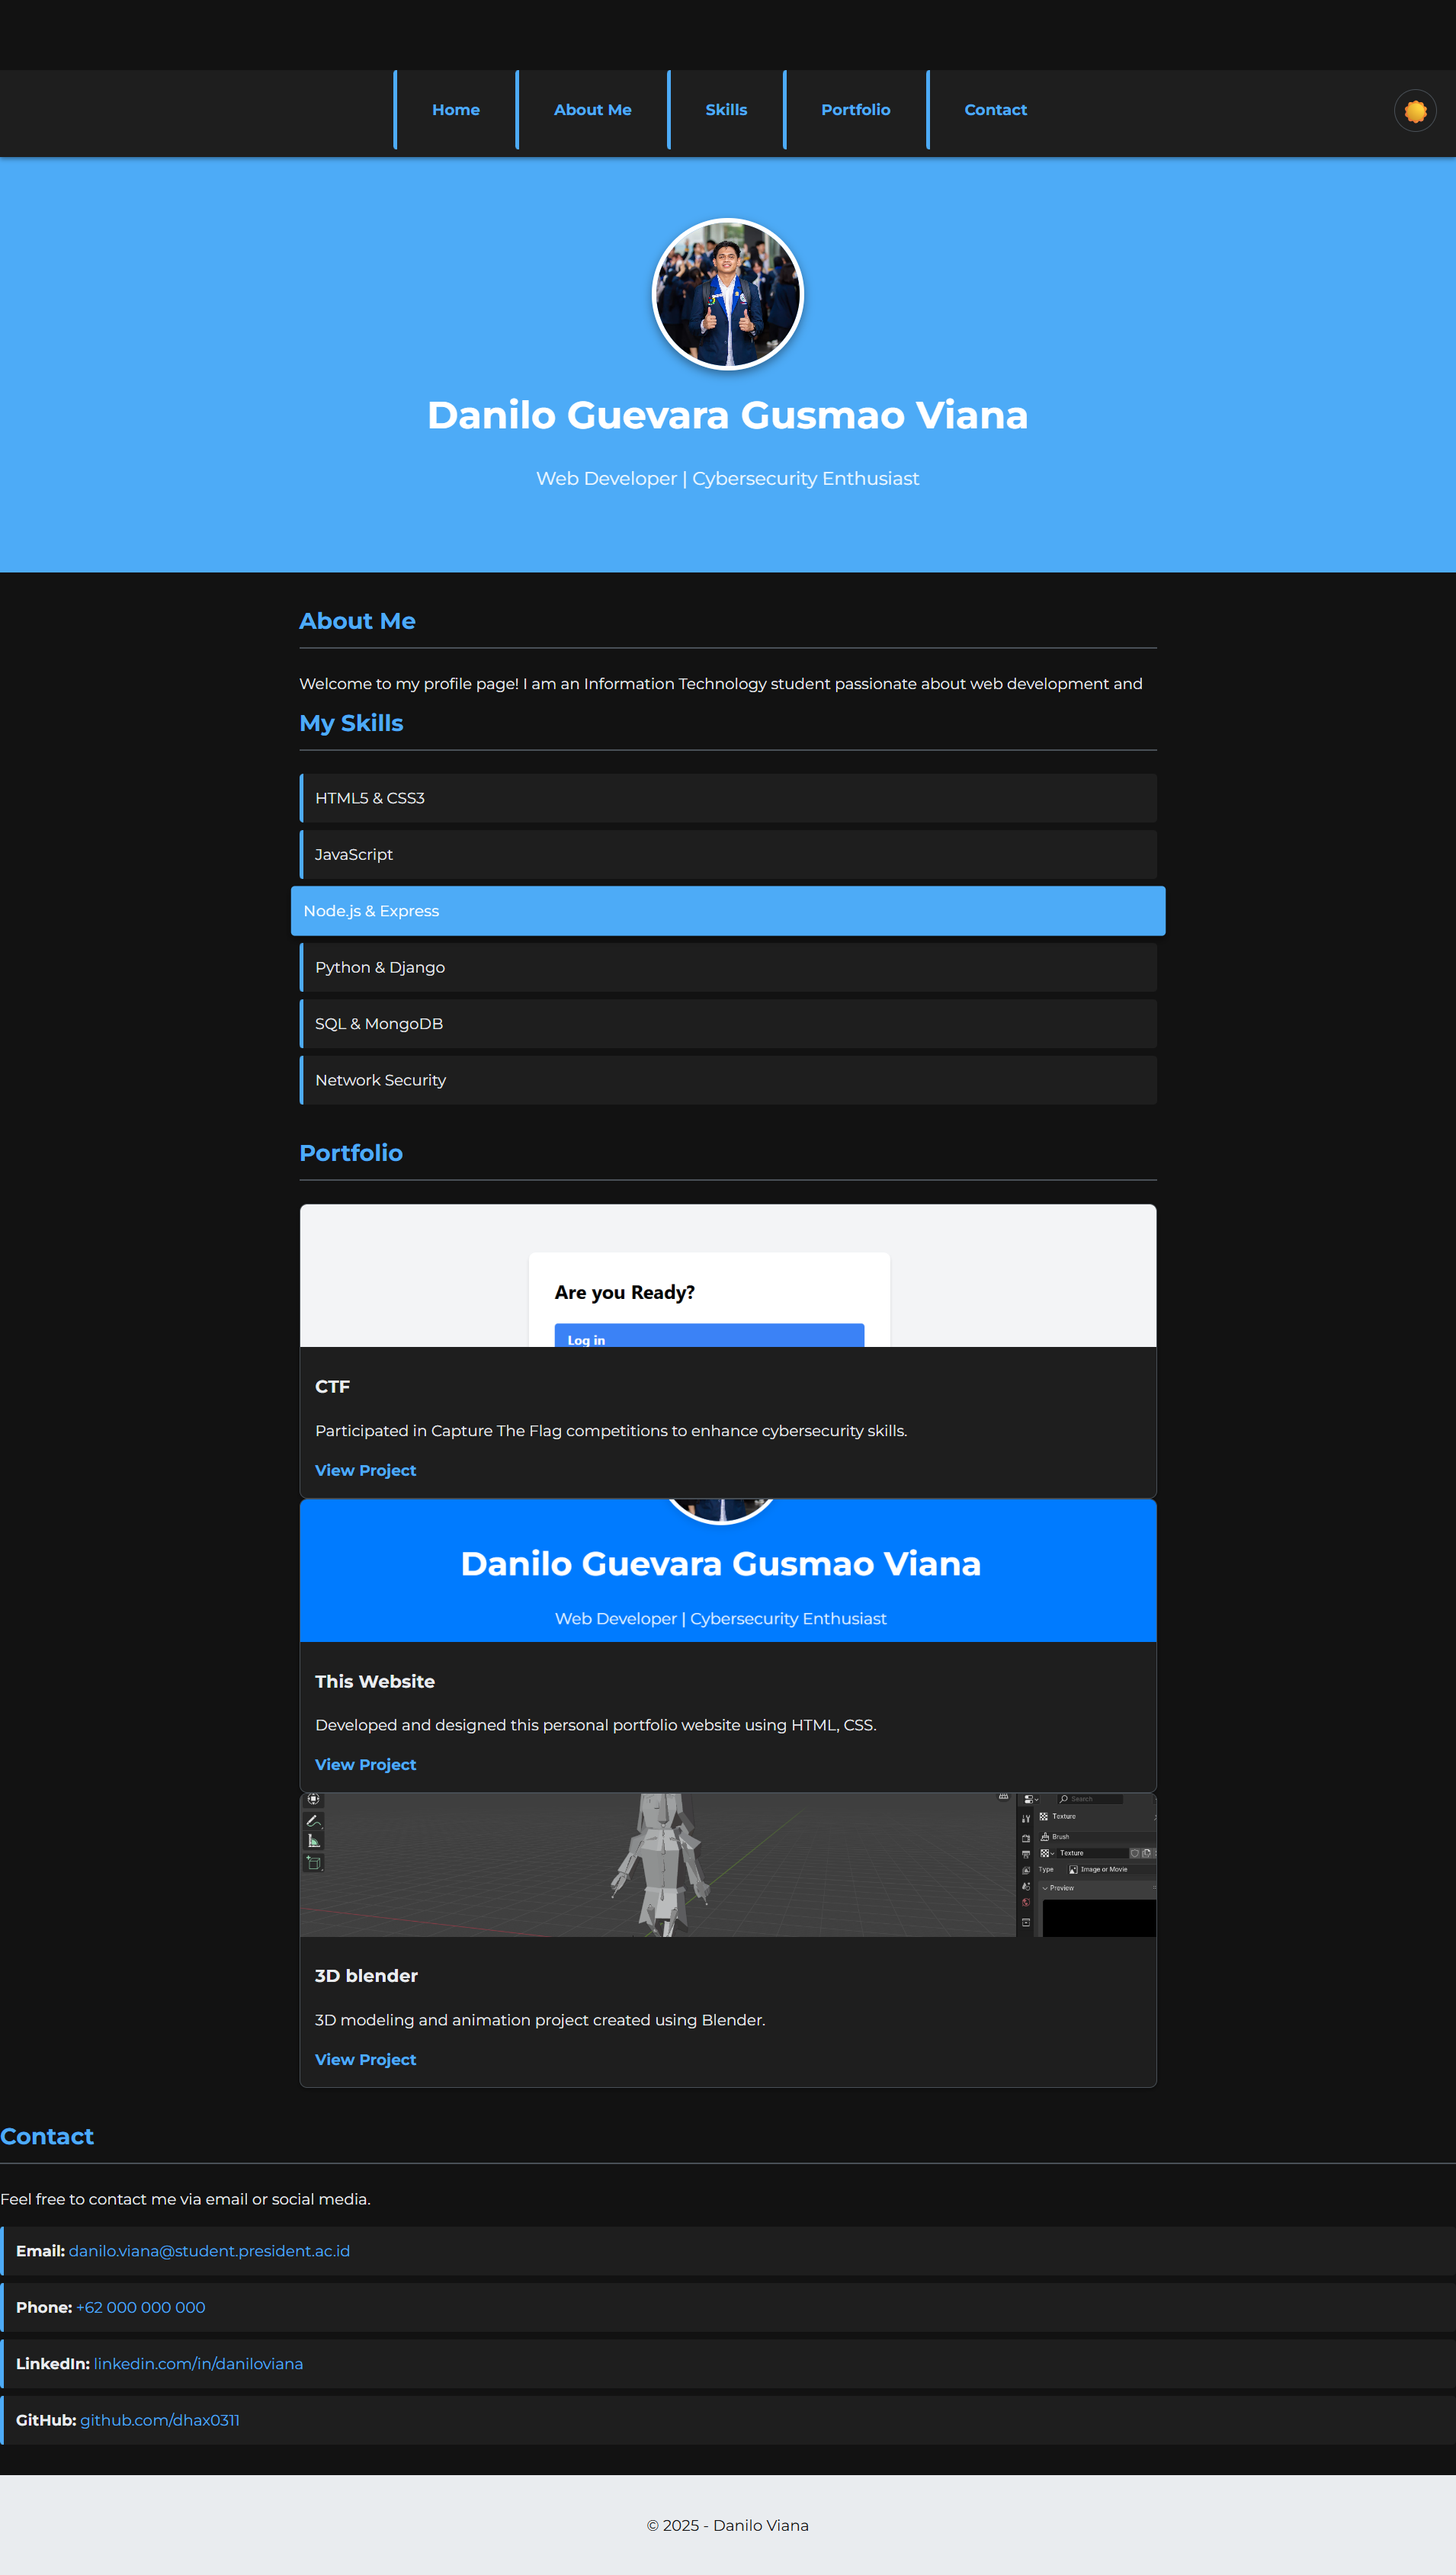 Home
About Me
Skills
Portfolio
Contact
Danilo Guevara Gusmao Viana
Web Developer | Cybersecurity Enthusiast
About Me
Welcome to my profile page! I am an Information Technology student passionate about web development and
My Skills
HTML5 & CSS3
JavaScript
Node.js & Express
Python & Django
SQL & MongoDB
Network Security
Portfolio
Are you Ready?
Log in
CTF
Participated in Capture The Flag competitions to enhance cybersecurity skills.
View Project
Danilo Guevara Gusmao Viana
Web Developer | Cybersecurity Enthusiast
This Website
Developed and designed this personal portfolio website using HTML, CSS.
View Project
Search
Texture
Brush
Texture
Type Image or Movie
Preview
3D blender
3D modeling and animation project created using Blender.
View Project
Contact
Feel free to contact me via email or social media.
Email: danilo.viana@student.president.ac.id
Phone: +62 000 000 000
LinkedIn: linkedin.com/in/daniloviana
GitHub: github.com/dhax0311
© 2025 - Danilo Viana